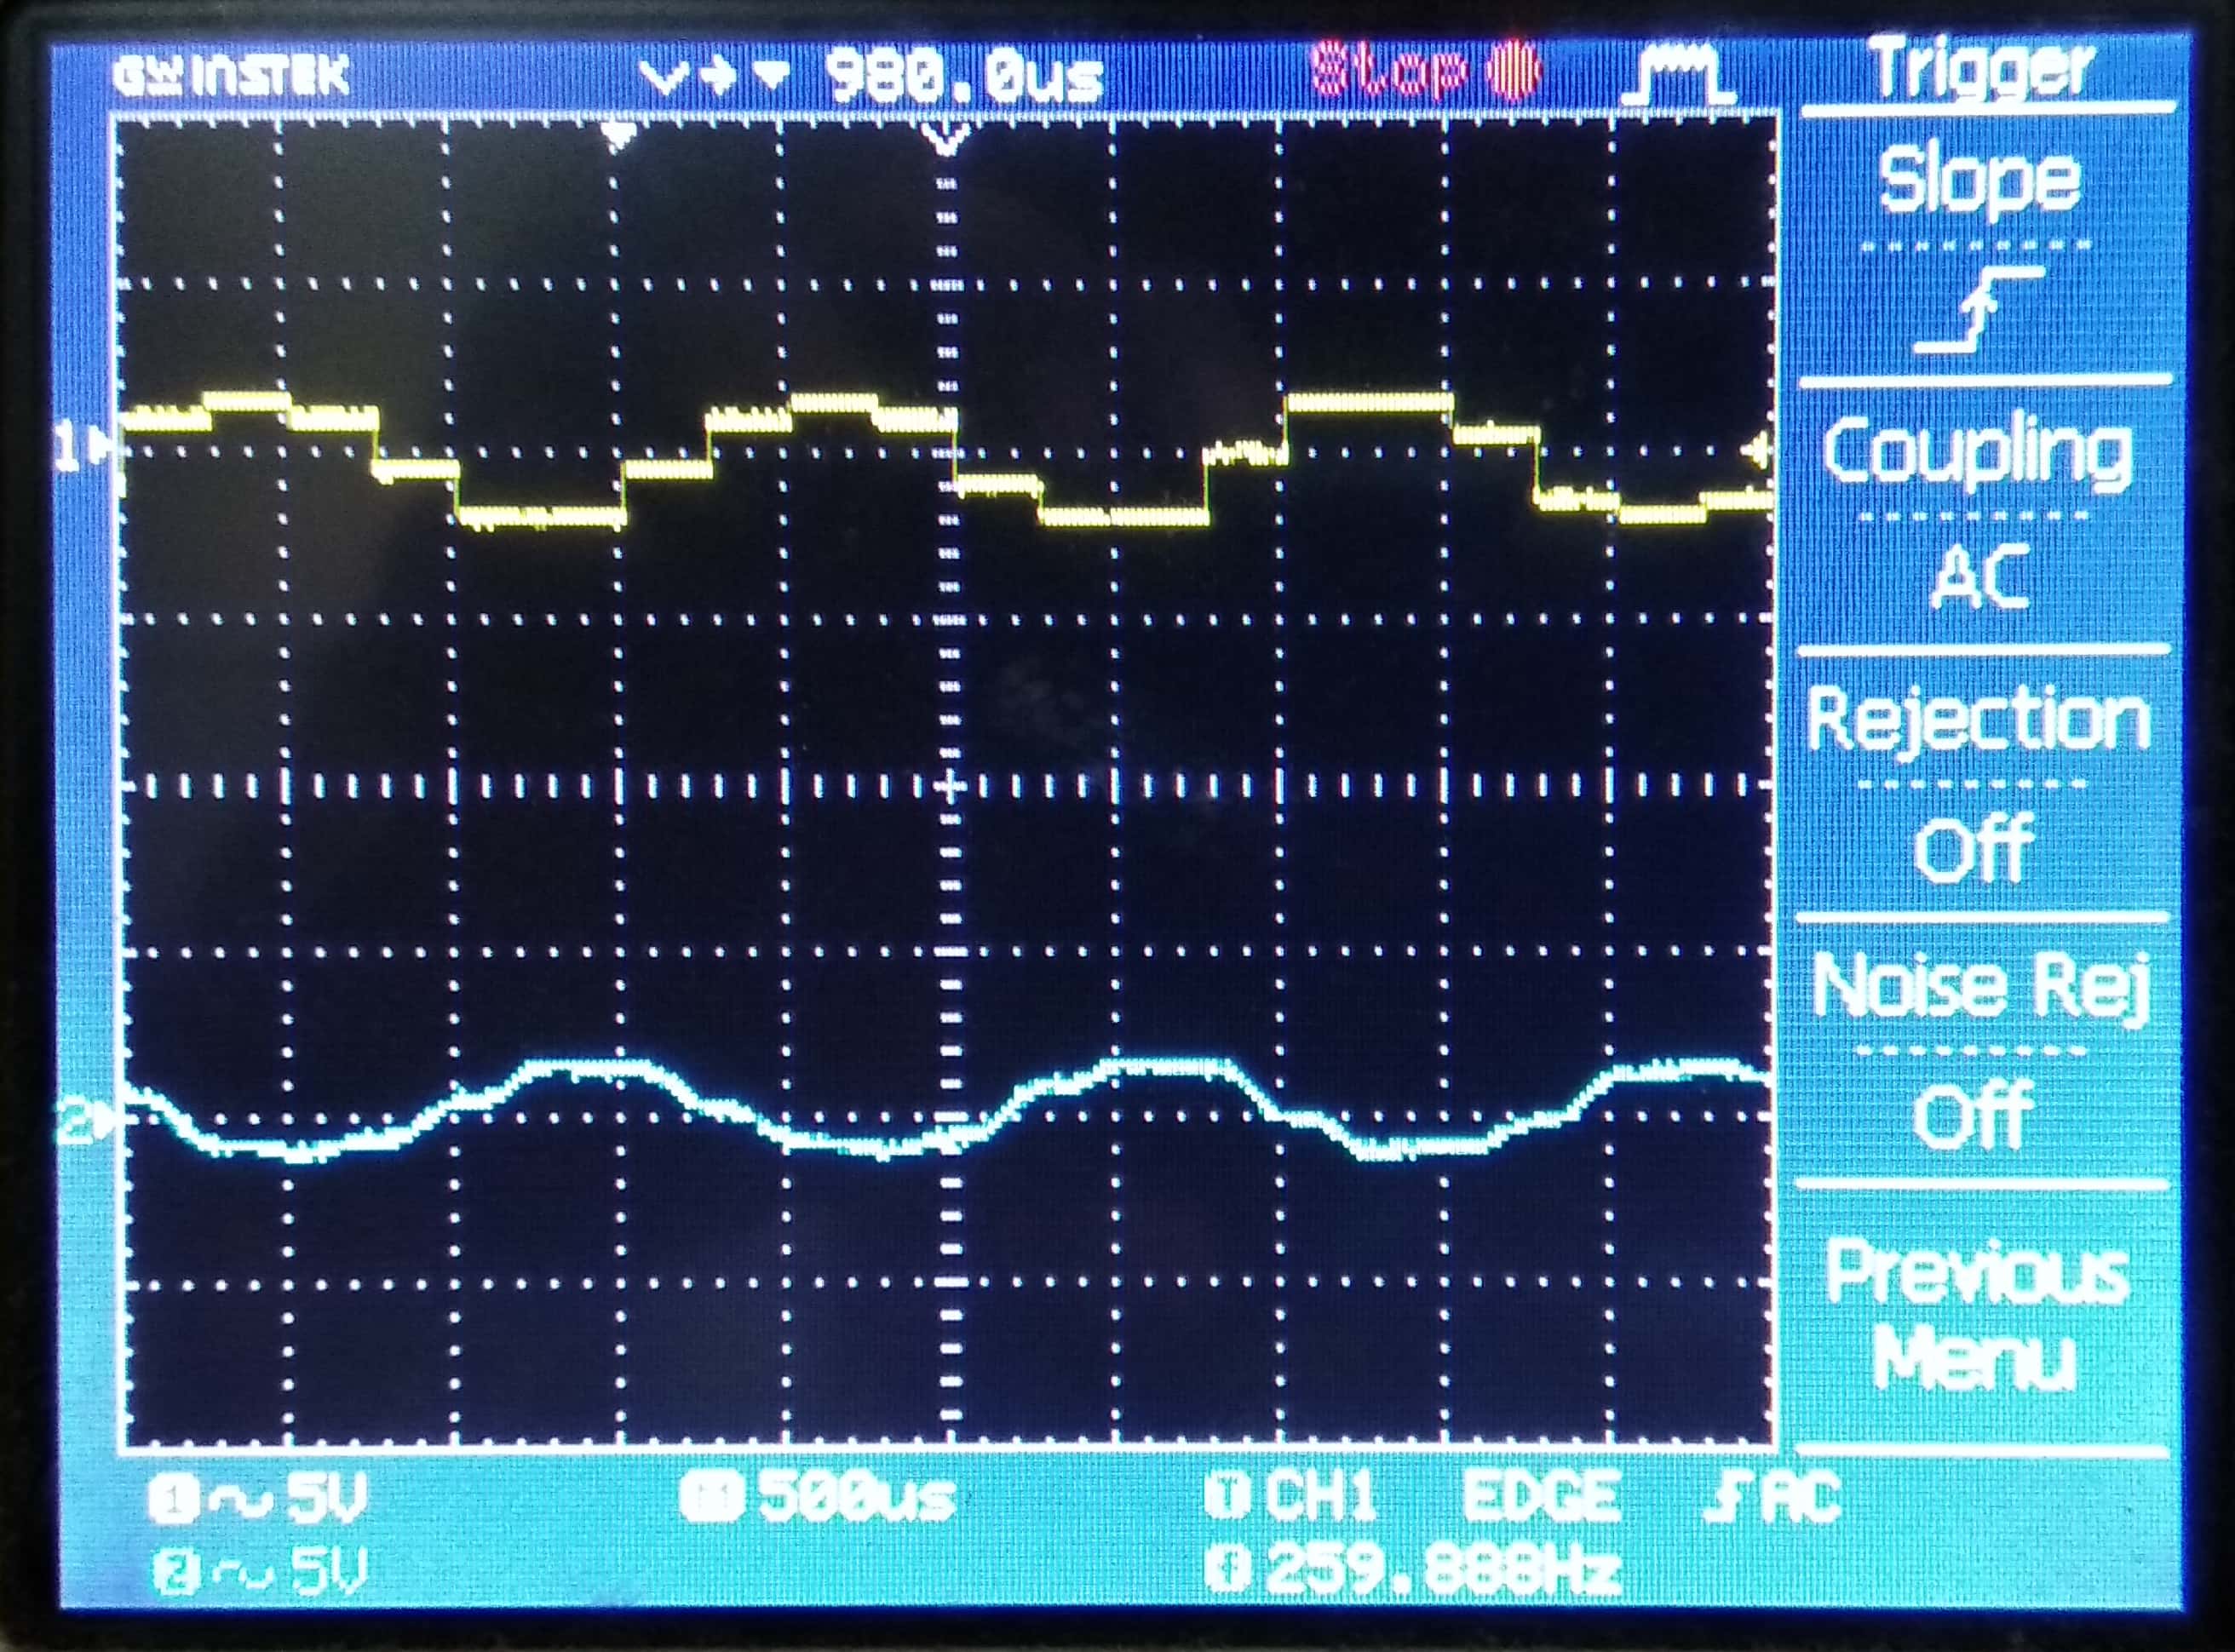 GW INSTEK 980.0us Stop Trigger
Slope
Coupling
AC
Rejection
Off
Noise Rej
Off
Previous
Menu
1
2
1 ~ 5V M 500us T CH1 EDGE AC
2 ~ 5V f 259.888Hz